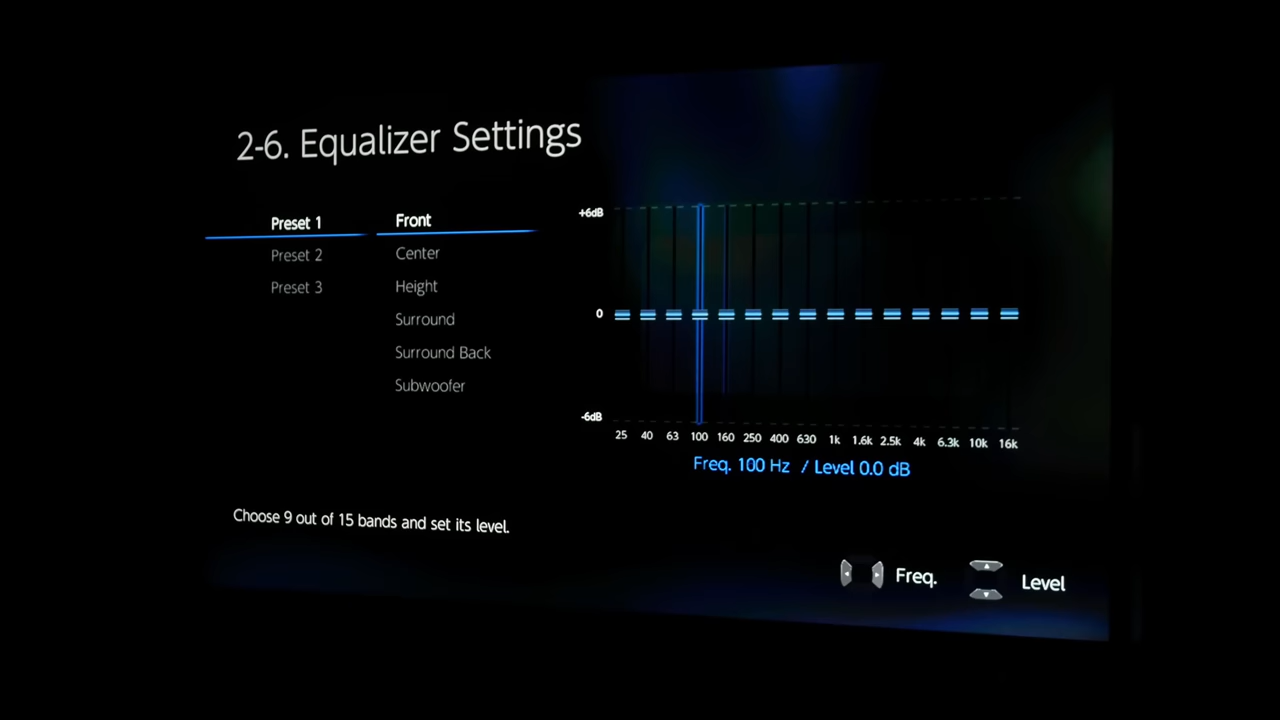 2-6. Equalizer Settings
Preset 1
Preset 2
Preset 3
Front
Center
Height
Surround
Surround Back
Subwoofer
+6dB
0
-6dB
25 40 63 100 160 250 400 630 1k 1.6k 2.5k 4k 6.3k 10k 16k
Freq. 100 Hz / Level 0.0 dB
Choose 9 out of 15 bands and set its level.
Freq. Level